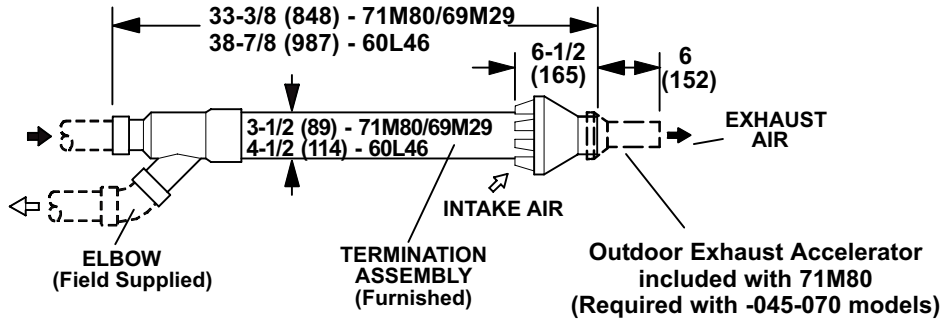 33-3/8 (848) - 71M80/69M29
38-7/8 (987) - 60L46
6-1/2
(165)
6
(152)
3-1/2 (89) - 71M80/69M29
4-1/2 (114) - 60L46
EXHAUST
AIR
INTAKE AIR
ELBOW
(Field Supplied)
TERMINATION
ASSEMBLY
(Furnished)
Outdoor Exhaust Accelerator
included with 71M80
(Required with -045-070 models)